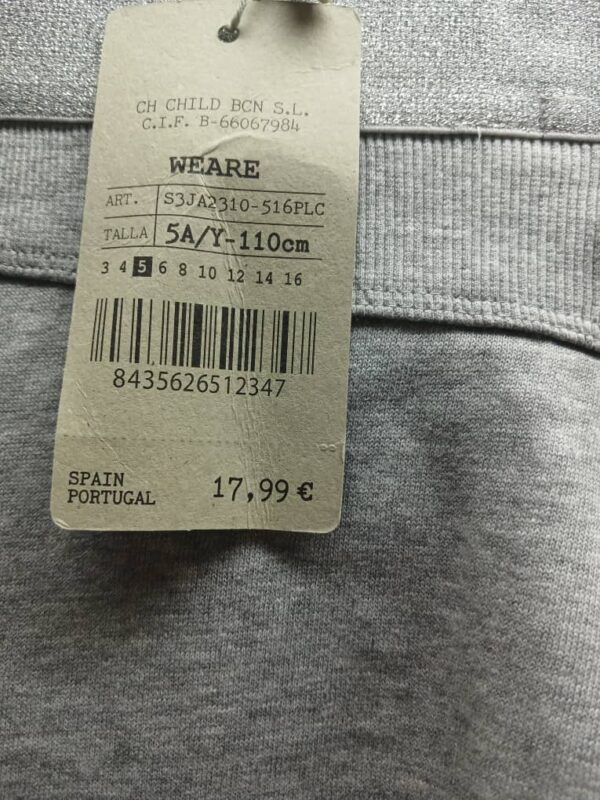 CH CHILD BCN S.L.
C.I.F. B-66067984
WEARE
ART. S3JA2310-516PLC
TALLA 5A/Y-110cm
3 4 5 6 8 10 12 14 16
8435626512347
SPAIN
PORTUGAL 17,99 €